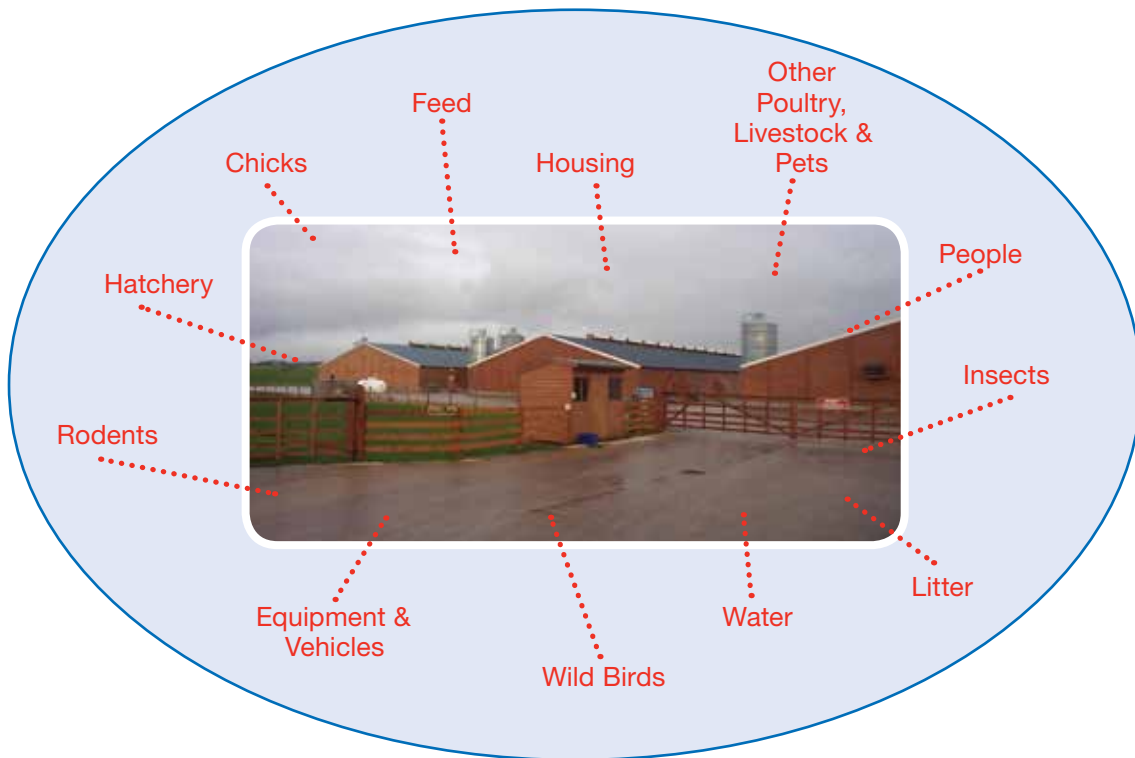 Other
Poultry,
Livestock &
Pets
Feed
Chicks
Housing
People
Hatchery
Insects
Rodents
Litter
Equipment &
Vehicles
Water
Wild Birds